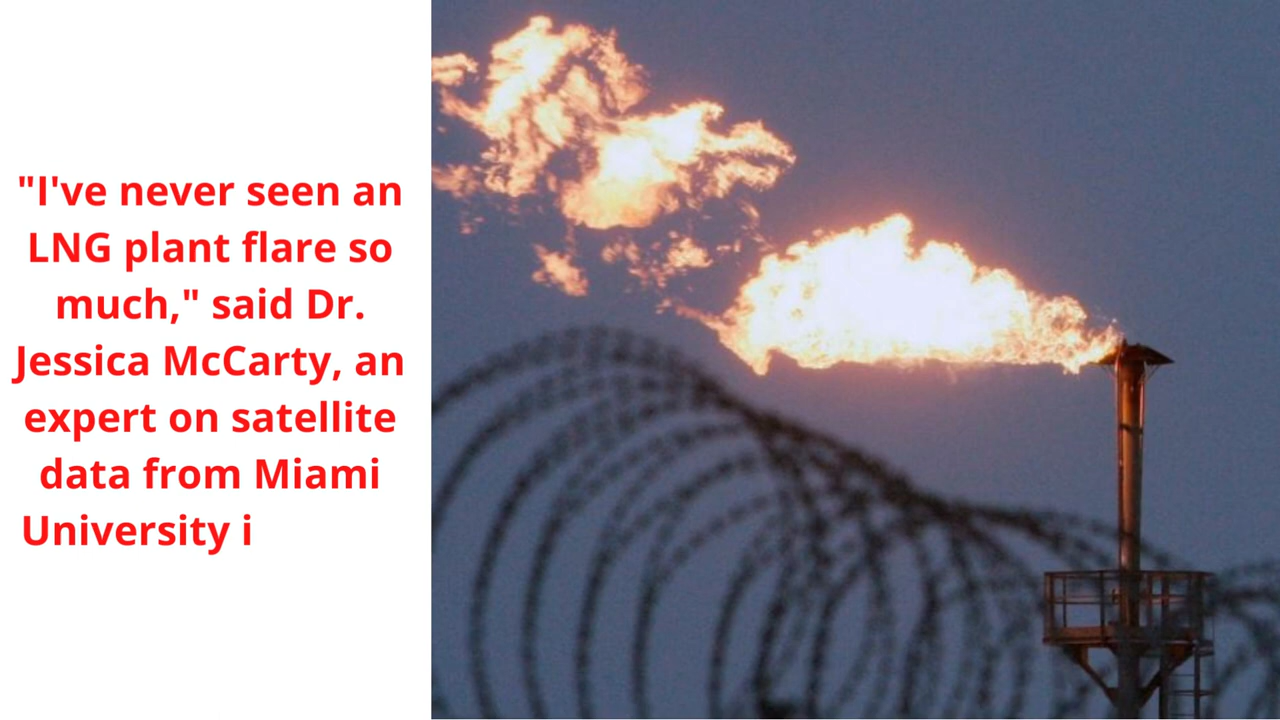 "I've never seen an
LNG plant flare so
much," said Dr.
Jessica McCarty, an
expert on satellite
data from Miami
University i